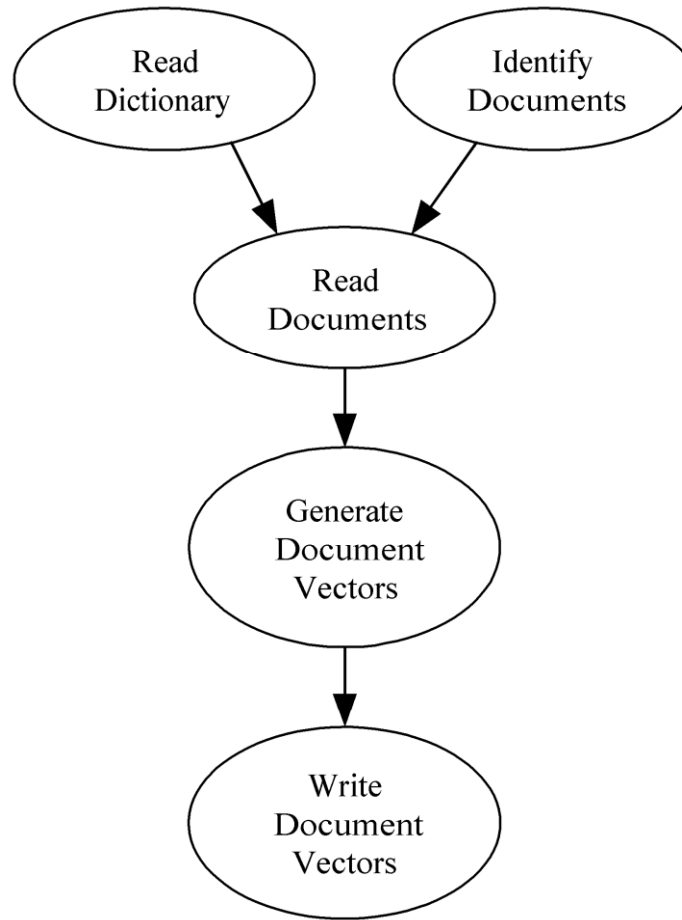 Read
Dictionary
Identify
Documents
Read
Documents
Generate
Document
Vectors
Write
Document
Vectors